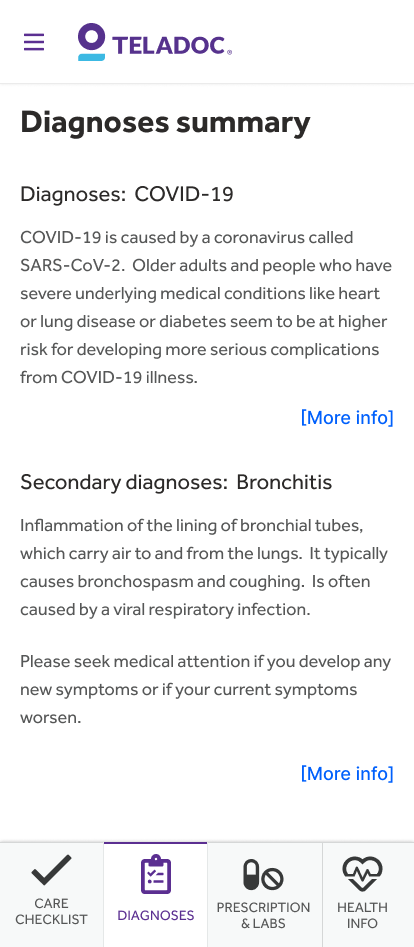 TELADOC®
Diagnoses summary
Diagnoses: COVID-19
COVID-19 is caused by a coronavirus called
SARS-CoV-2. Older adults and people who have
severe underlying medical conditions like heart
or lung disease or diabetes seem to be at higher
risk for developing more serious complications
from COVID-19 illness.
[More info]
Secondary diagnoses: Bronchitis
Inflammation of the lining of bronchial tubes,
which carry air to and from the lungs. It typically
causes bronchospasm and coughing. Is often
caused by a viral respiratory infection.
Please seek medical attention if you develop any
new symptoms or if your current symptoms
worsen.
[More info]
CARE
CHECKLIST
DIAGNOSES
PRESCRIPTION
& LABS
HEALTH
INFO